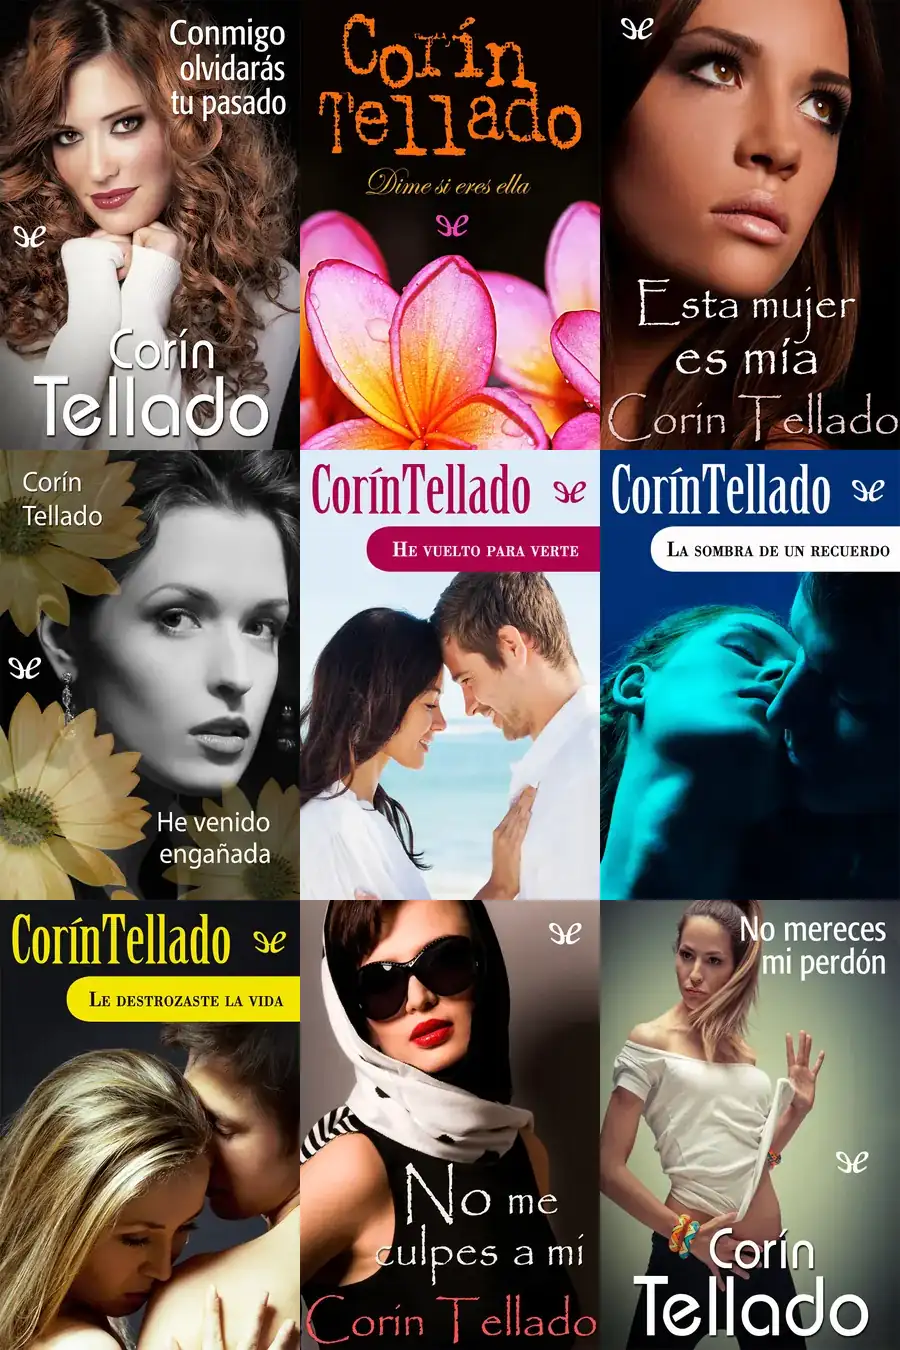 Conmigo
olvidarás
tu pasado
Corín
Tellado
Corín
Tellado
Dime si eres ella
Esta mujer
es mía
Corín Tellado
Corín
Tellado
He venido
engañada
CorínTellado
He vuelto para verte
CorínTellado
La sombra de un recuerdo
CorínTellado
Le destrozaste la vida
No me
culpes a mí
Corín Tellado
No mereces
mi perdón
Corín
Tellado